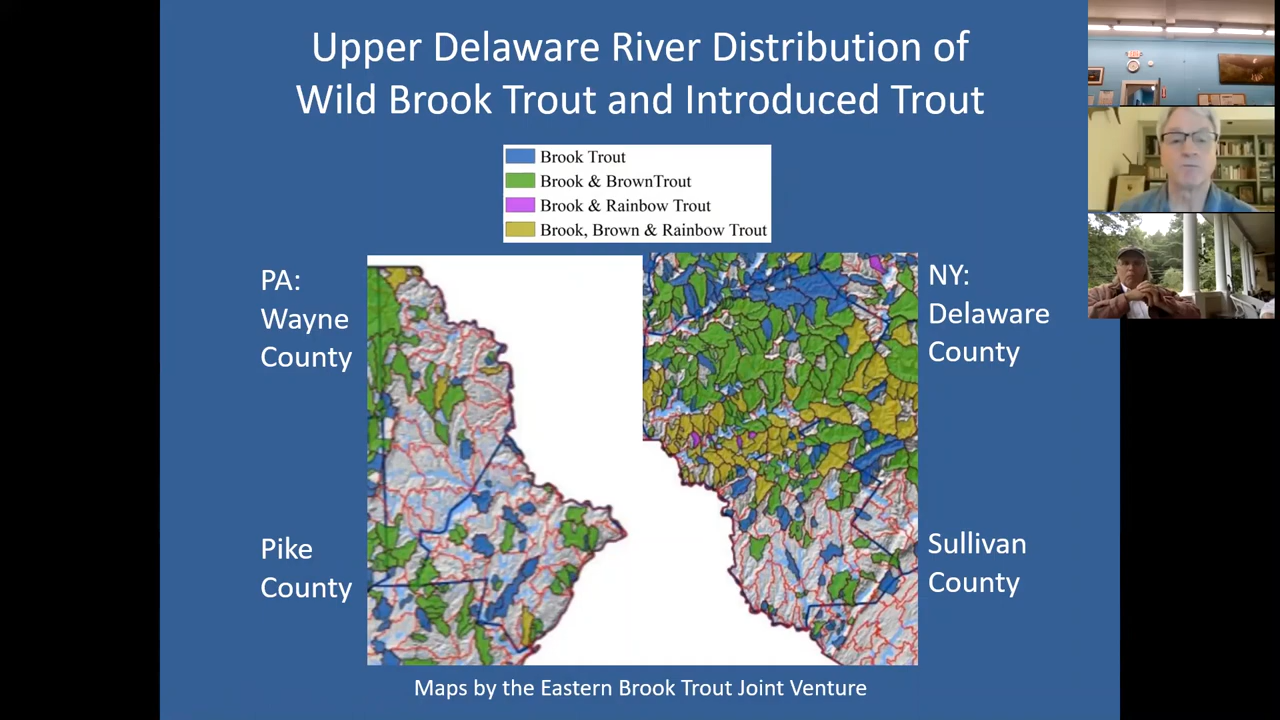 Upper Delaware River Distribution of
Wild Brook Trout and Introduced Trout
Brook Trout
Brook & BrownTrout
Brook & Rainbow Trout
Brook, Brown & Rainbow Trout
PA:
Wayne
County
NY:
Delaware
County
Pike
County
Sullivan
County
Maps by the Eastern Brook Trout Joint Venture